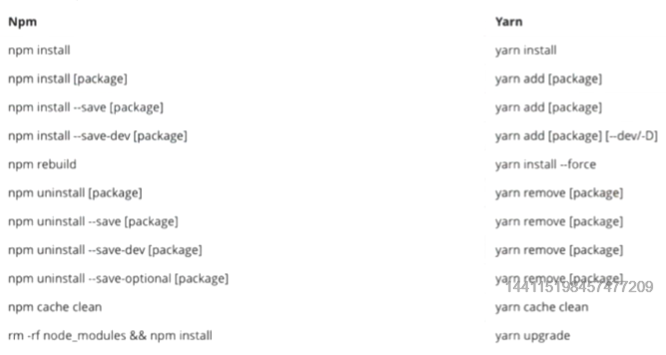 Npm Yarn
npm install yarn install
npm install [package] yarn add [package]
npm install --save [package] yarn add [package]
npm install --save-dev [package] yarn add [package] [--dev/-D]
npm rebuild yarn install --force
npm uninstall [package] yarn remove [package]
npm uninstall --save [package] yarn remove [package]
npm uninstall --save-dev [package] yarn remove [package]
npm uninstall --save-optional [package] yarn remove [package]
144115198457477209
npm cache clean yarn cache clean
rm -rf node_modules && npm install yarn upgrade